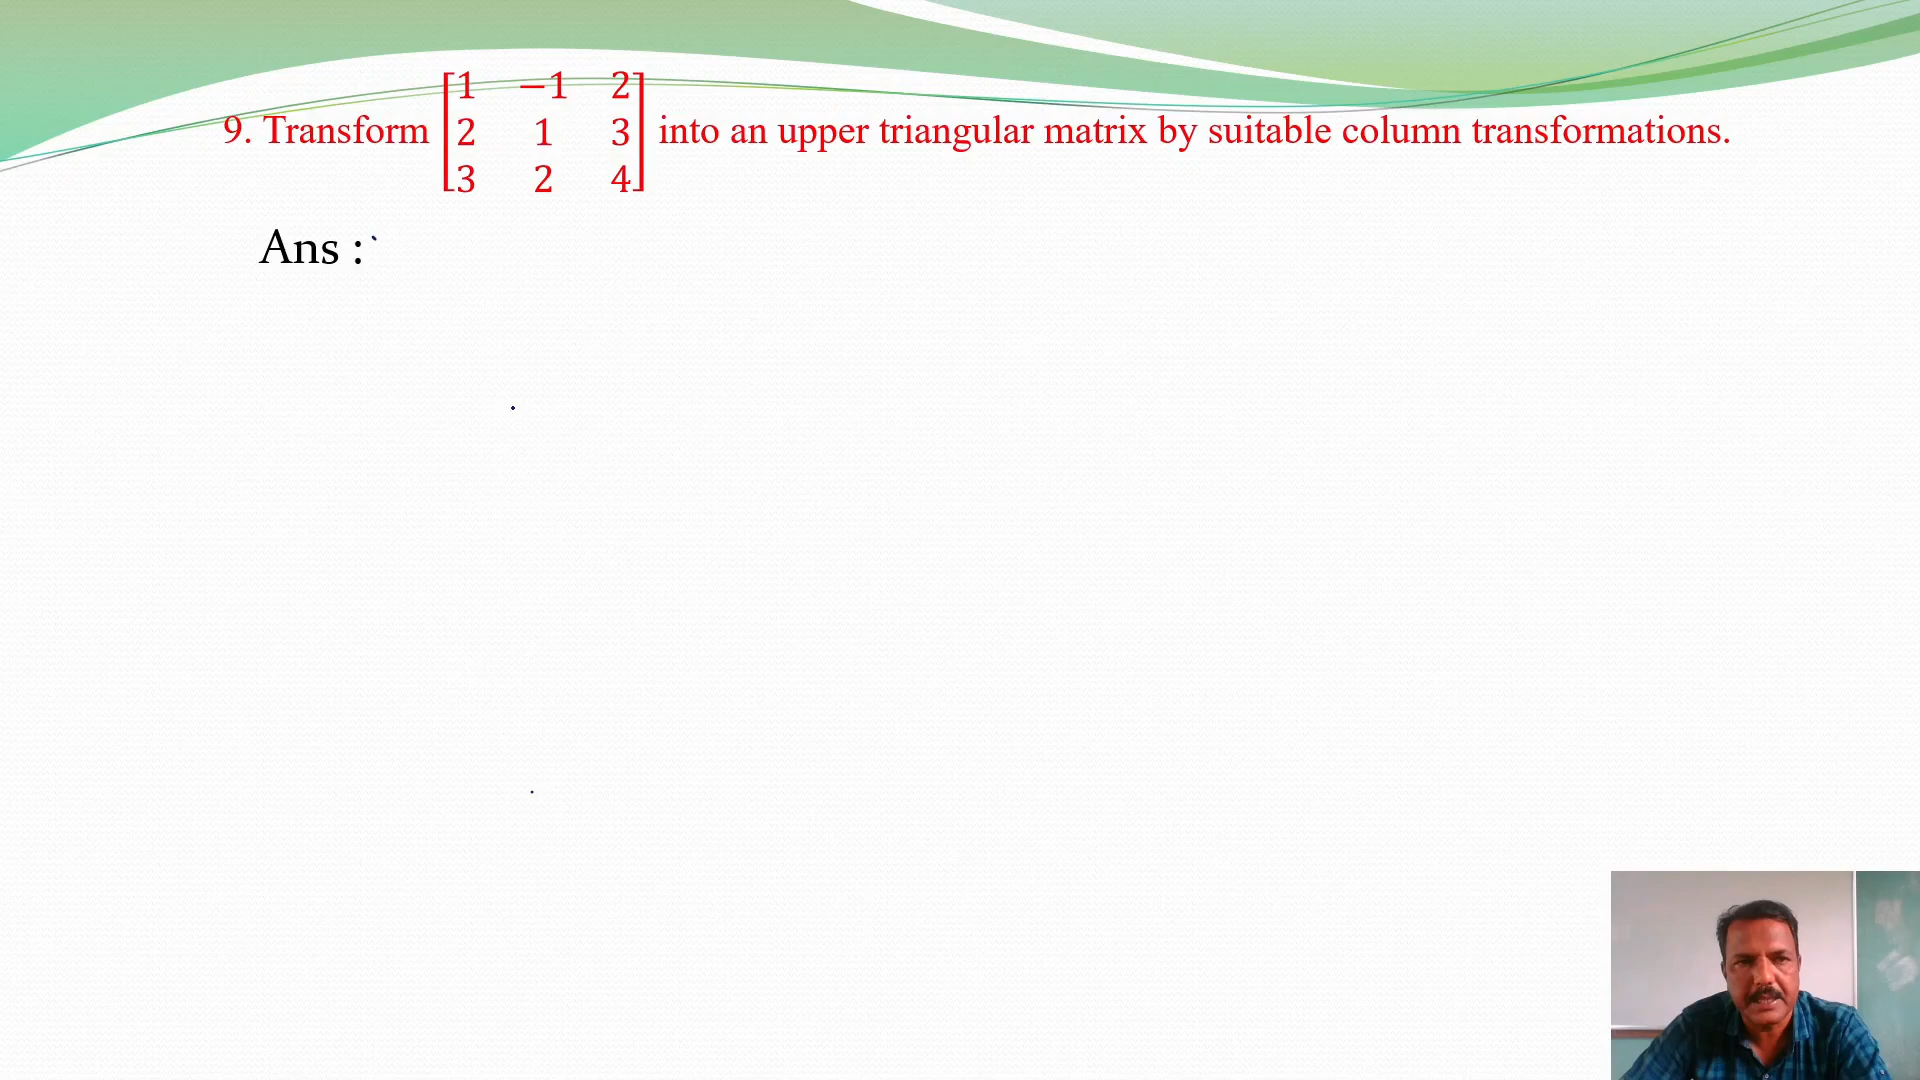 9. Transform [1 −1 2
2 1 3
3 2 4] into an upper triangular matrix by suitable column transformations.
Ans :